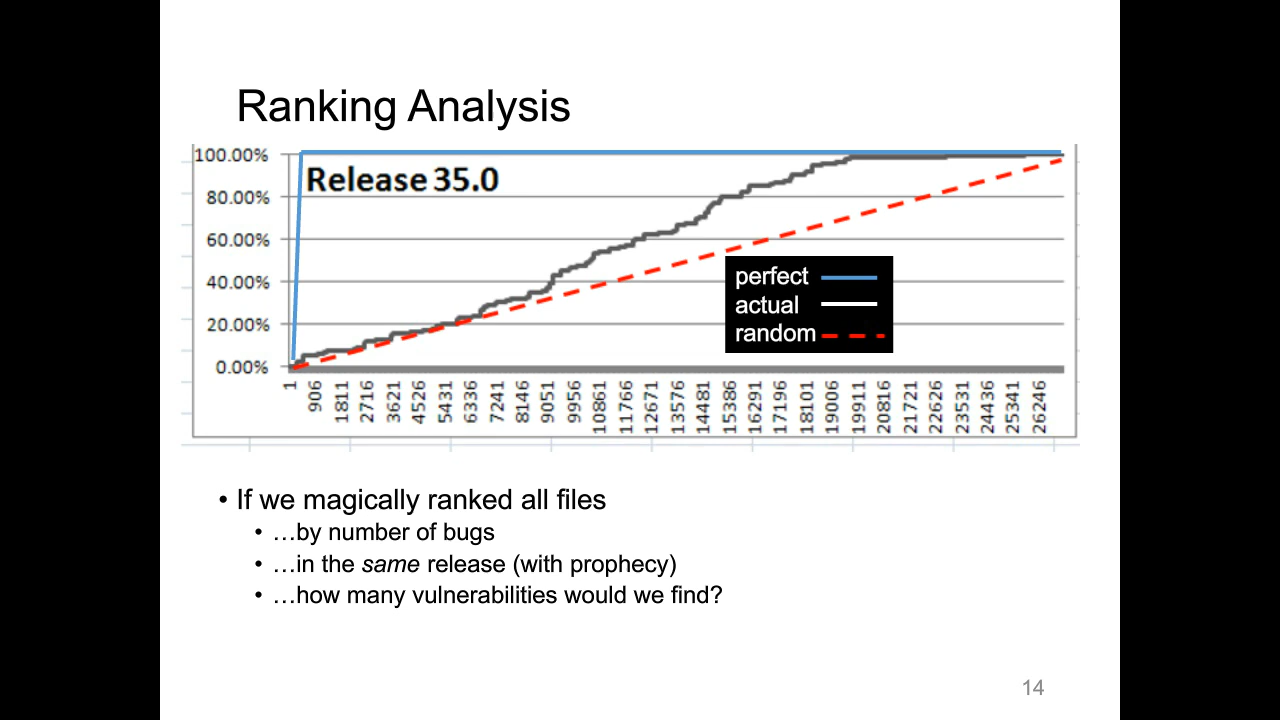 Ranking Analysis
100.00%
Release 35.0
80.00%
60.00%
40.00%
20.00%
0.00%
perfect
actual
random
1 906 1811 2716 3621 4526 5431 6336 7241 8146 9051 9956 10861 11766 12671 13576 14481 15386 16291 17196 18101 19006 19911 20816 21721 22626 23531 24436 25341 26246
• If we magically ranked all files
• …by number of bugs
• …in the same release (with prophecy)
• …how many vulnerabilities would we find?
14